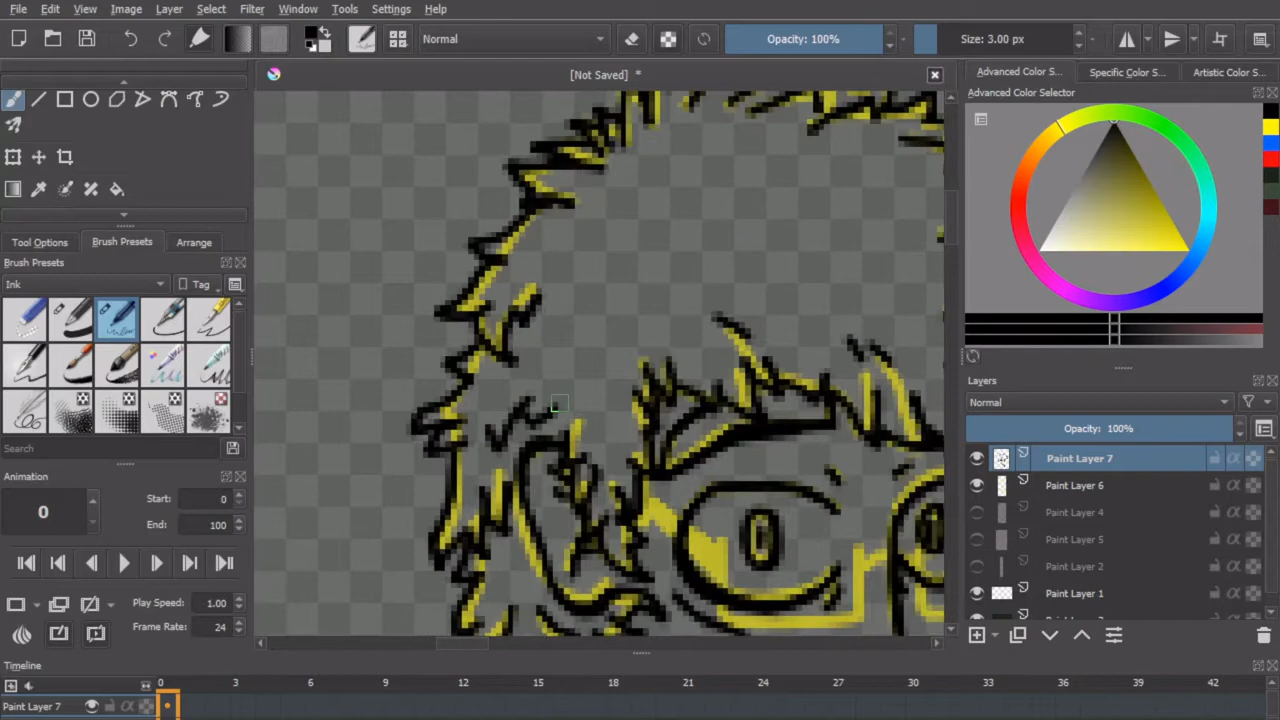 File Edit View Image Layer Select Filter Window Tools Settings Help
Normal Opacity: 100% Size: 3.00 px
[Not Saved] *
Advanced Color S... Specific Color S... Artistic Color S...
Advanced Color Selector
Tool Options Brush Presets Arrange
Brush Presets
Ink Tag
Search
Animation
0 Start: 0
End: 100
Play Speed: 1.00
Frame Rate: 24
Layers
Normal
Opacity: 100%
Paint Layer 7
Paint Layer 6
Paint Layer 4
Paint Layer 5
Paint Layer 2
Paint Layer 1
Timeline
0 3 6 9 12 15 18 21 24 27 30 33 36 39 42
Paint Layer 7